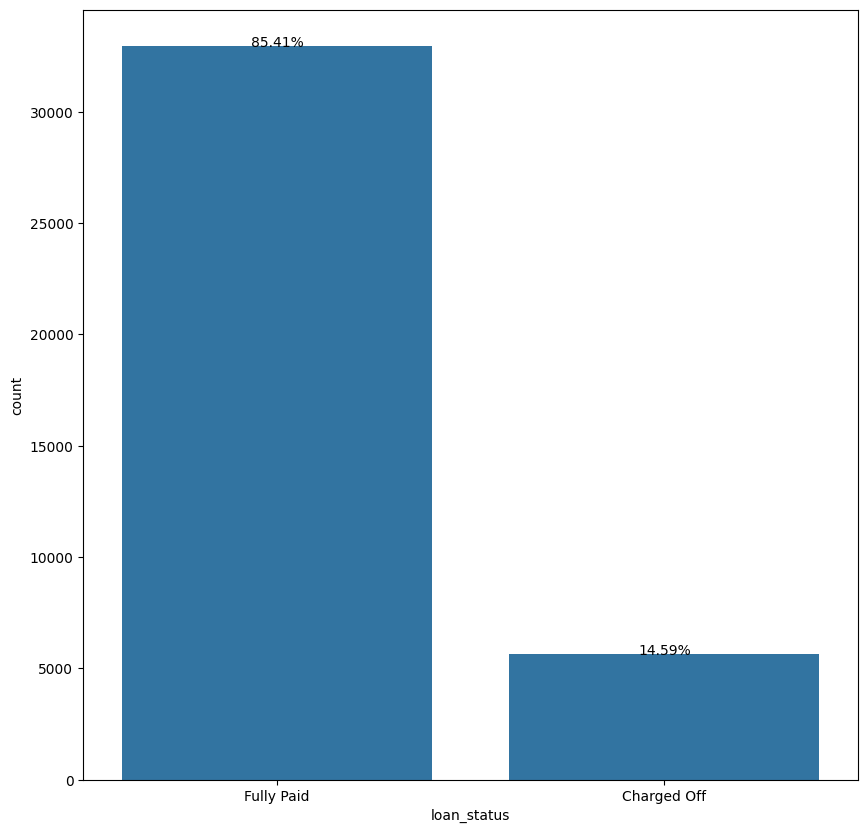 85.41%
30000
25000
20000
count
15000
10000
14.59%
5000
0
Fully Paid
Charged Off
loan_status